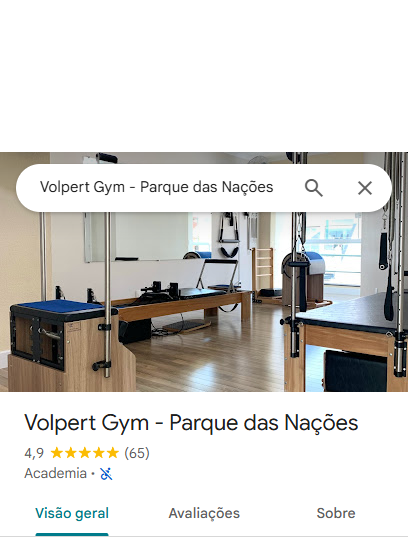 Volpert Gym - Parque das Nações
Volpert Gym - Parque das Nações
4,9 (65)
Academia ·
Visão geral Avaliações Sobre